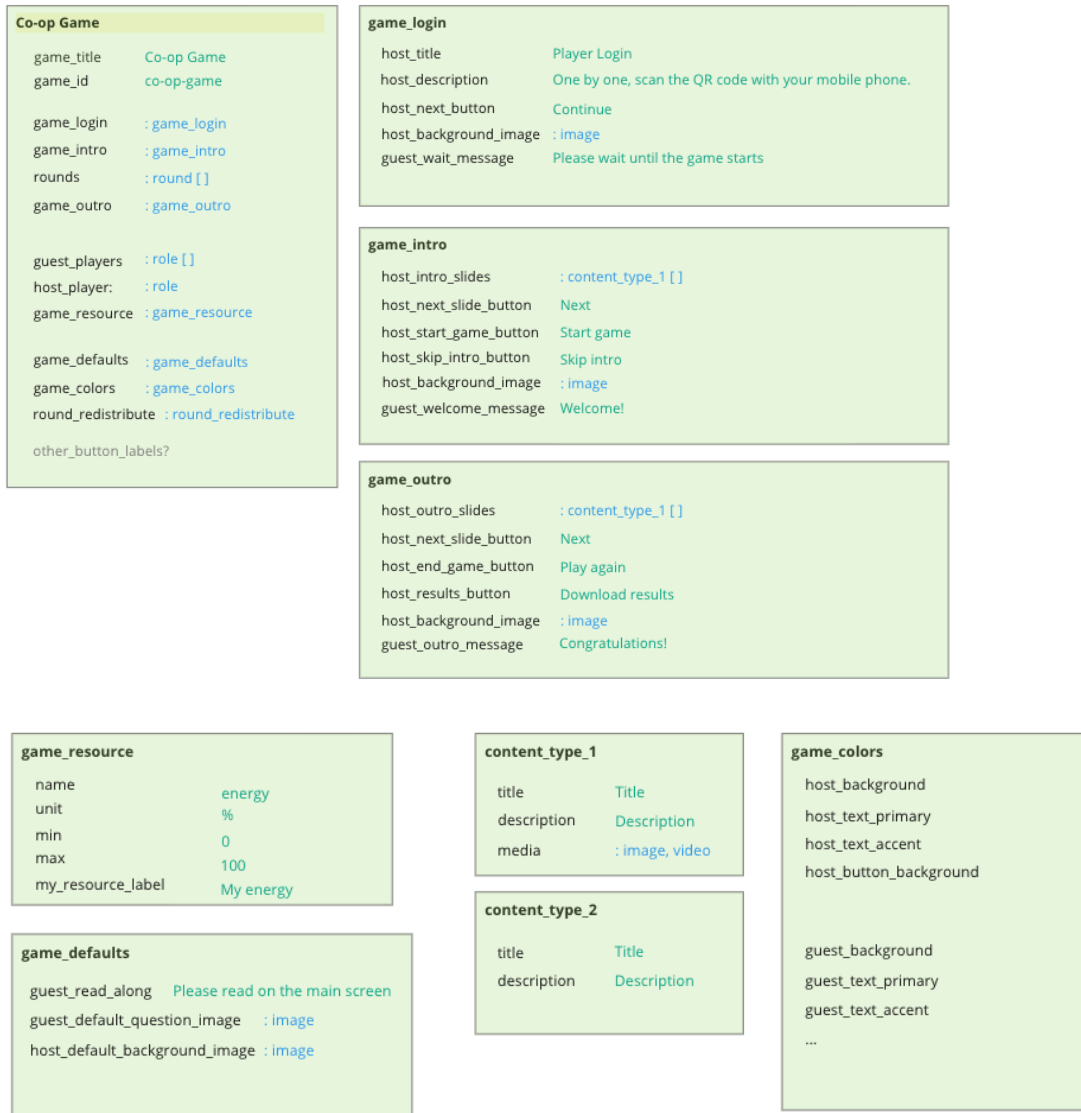 Co-op Game
game_title Co-op Game
game_id co-op-game
game_login : game_login
game_intro : game_intro
rounds : round [ ]
game_outro : game_outro
guest_players : role [ ]
host_player: : role
game_resource : game_resource
game_defaults : game_defaults
game_colors : game_colors
round_redistribute : round_redistribute
other_button_labels?
game_login
host_title Player Login
host_description One by one, scan the QR code with your mobile phone.
host_next_button Continue
host_background_image : image
guest_wait_message Please wait until the game starts
game_intro
host_intro_slides : content_type_1 [ ]
host_next_slide_button Next
host_start_game_button Start game
host_skip_intro_button Skip intro
host_background_image : image
guest_welcome_message Welcome!
game_outro
host_outro_slides : content_type_1 [ ]
host_next_slide_button Next
host_end_game_button Play again
host_results_button Download results
host_background_image : image
guest_outro_message Congratulations!
game_resource
name energy
unit %
min 0
max 100
my_resource_label My energy
game_defaults
guest_read_along Please read on the main screen
guest_default_question_image : image
host_default_background_image : image
content_type_1
title Title
description Description
media : image, video
content_type_2
title Title
description Description
game_colors
host_background
host_text_primary
host_text_accent
host_button_background
guest_background
guest_text_primary
guest_text_accent
...